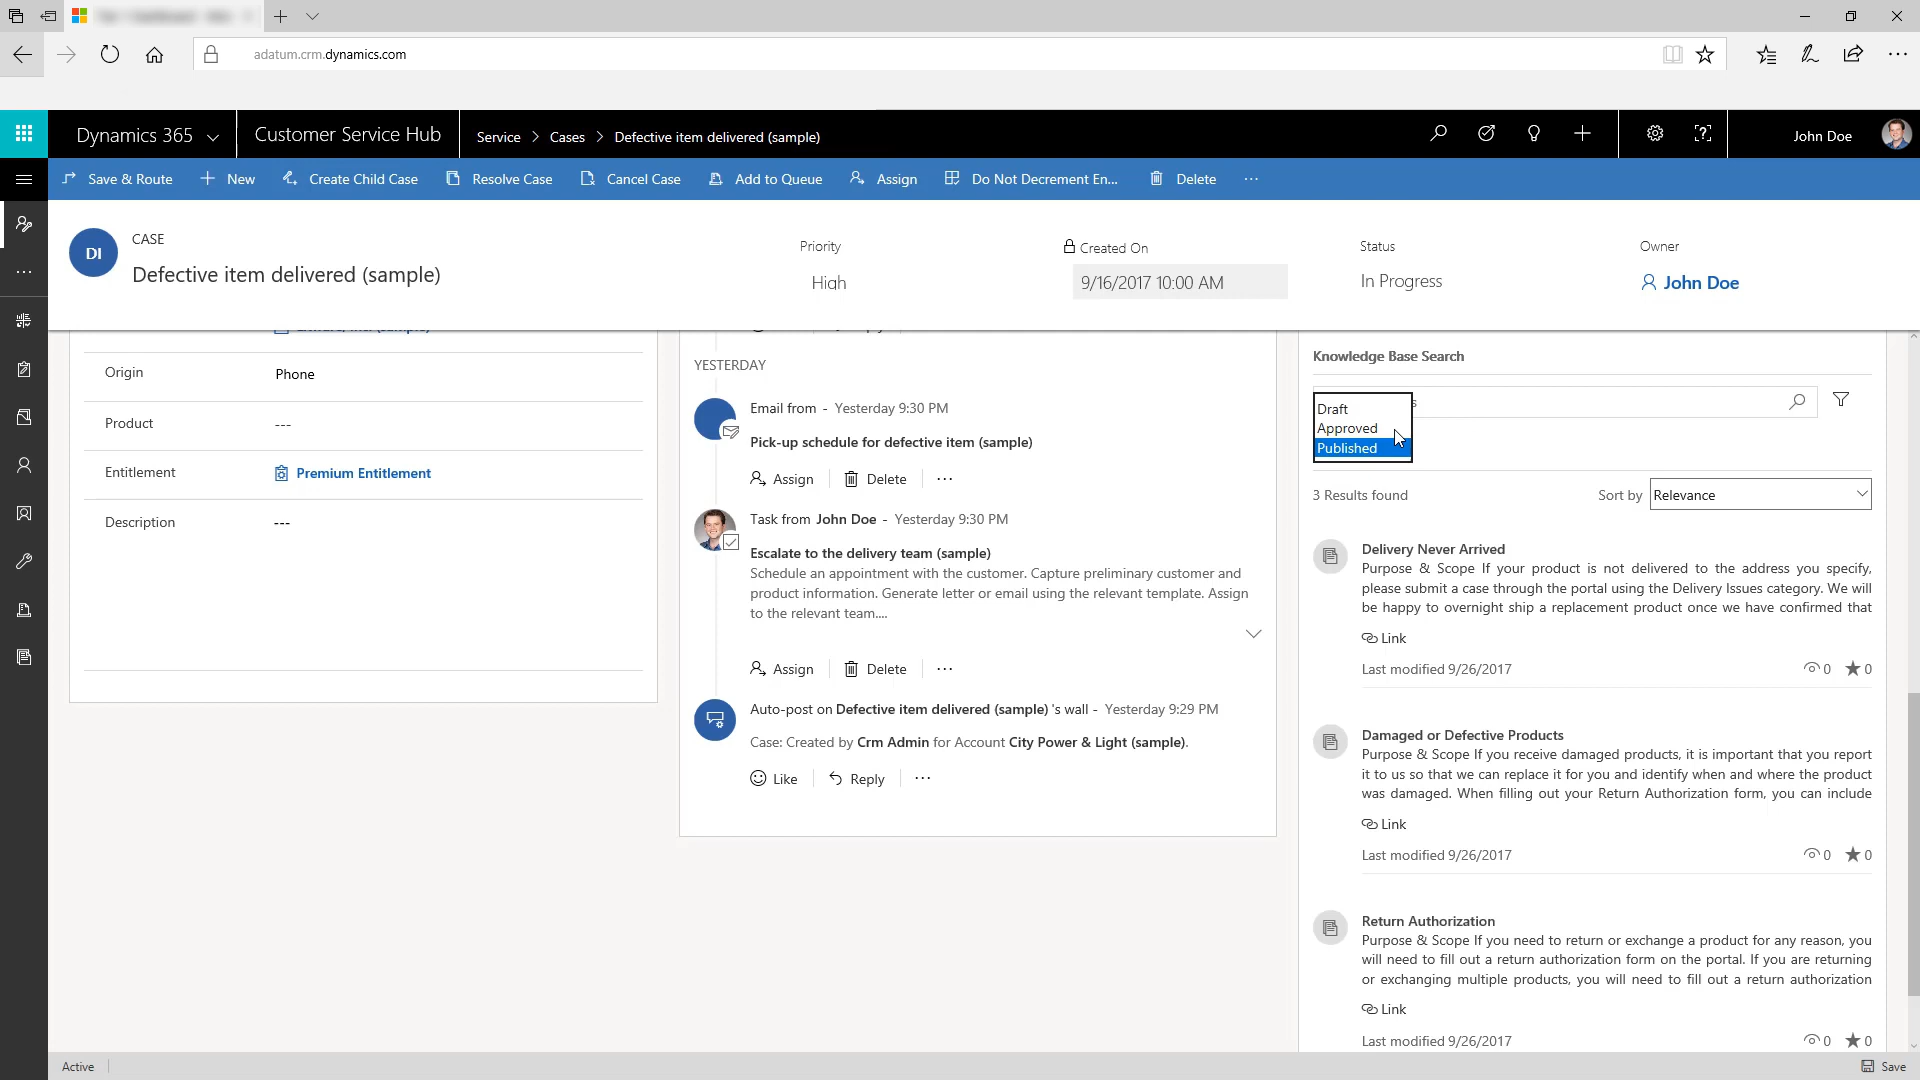 adatum.crm.dynamics.com
Dynamics 365
Customer Service Hub
Service > Cases > Defective item delivered (sample)
John Doe
Save & Route
New
Create Child Case
Resolve Case
Cancel Case
Add to Queue
Assign
Do Not Decrement En...
Delete
DI
CASE
Defective item delivered (sample)
Priority
High
Created On
9/16/2017 10:00 AM
Status
In Progress
Owner
John Doe
Origin
Phone
Product
---
Entitlement
Premium Entitlement
Description
---
YESTERDAY
Email from - Yesterday 9:30 PM
Pick-up schedule for defective item (sample)
Assign
Delete
Task from John Doe - Yesterday 9:30 PM
Escalate to the delivery team (sample)
Schedule an appointment with the customer. Capture preliminary customer and
product information. Generate letter or email using the relevant template. Assign
to the relevant team....
Assign
Delete
Auto-post on Defective item delivered (sample) 's wall - Yesterday 9:29 PM
Case: Created by Crm Admin for Account City Power & Light (sample).
Like
Reply
Knowledge Base Search
Draft
Approved
Published
3 Results found
Sort by
Relevance
Delivery Never Arrived
Purpose & Scope If your product is not delivered to the address you specify,
please submit a case through the portal using the Delivery Issues category. We will
be happy to overnight ship a replacement product once we have confirmed that
Link
Last modified 9/26/2017
0
0
Damaged or Defective Products
Purpose & Scope If you receive damaged products, it is important that you report
it to us so that we can replace it for you and identify when and where the product
was damaged. When filling out your Return Authorization form, you can include
Link
Last modified 9/26/2017
0
0
Return Authorization
Purpose & Scope If you need to return or exchange a product for any reason, you
will need to fill out a return authorization form on the portal. If you are returning
or exchanging multiple products, you will need to fill out a return authorization
Link
Last modified 9/26/2017
0
0
Active
Save